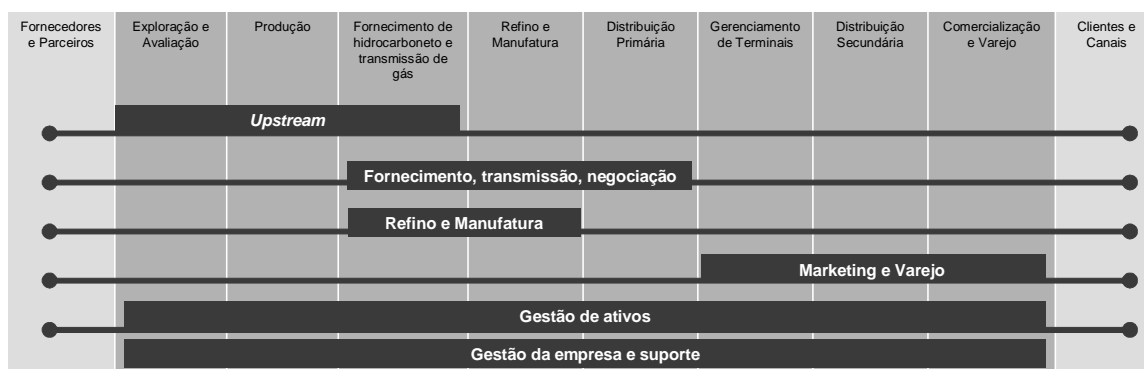 Fornecedores
e Parceiros
Exploração e
Avaliação
Produção
Fornecimento de
hidrocarboneto e
transmissão de
gás
Refino e
Manufatura
Distribuição
Primária
Gerenciamento
de Terminais
Distribuição
Secundária
Comercialização
e Varejo
Clientes e
Canais
Upstream
Fornecimento, transmissão, negociação
Refino e Manufatura
Marketing e Varejo
Gestão de ativos
Gestão da empresa e suporte